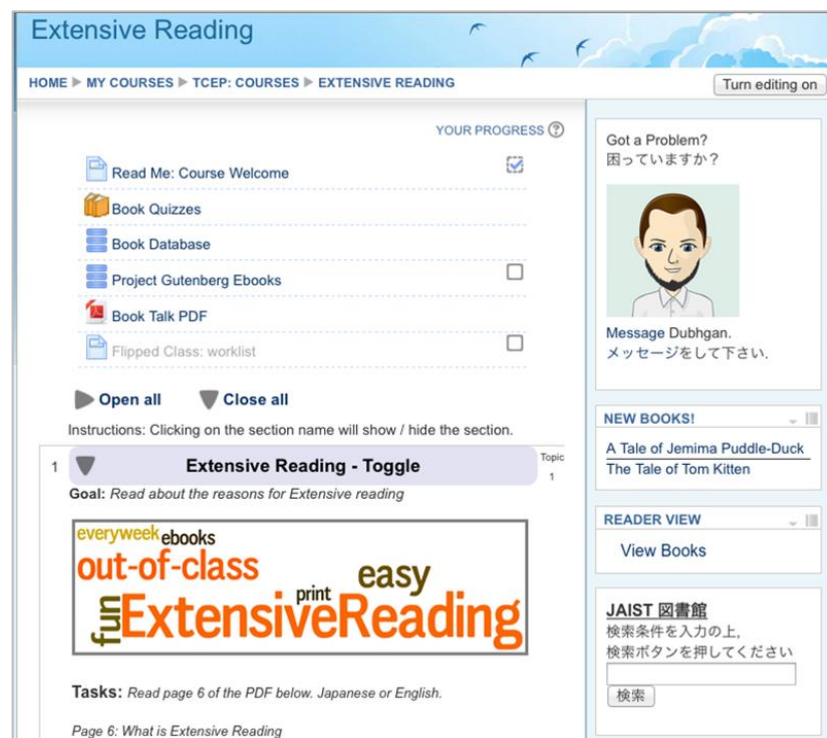 Extensive Reading
HOME ▶ MY COURSES ▶ TCEP: COURSES ▶ EXTENSIVE READING
Turn editing on
YOUR PROGRESS
Read Me: Course Welcome
Book Quizzes
Book Database
Project Gutenberg Ebooks
Book Talk PDF
Flipped Class: worklist
Open all
Close all
Instructions: Clicking on the section name will show / hide the section.
1
Extensive Reading - Toggle
Topic
1
Goal: Read about the reasons for Extensive reading
everyweek
ebooks
out-of-class
easy
print
fun
ExtensiveReading
Tasks: Read page 6 of the PDF below. Japanese or English.
Page 6: What is Extensive Reading
Got a Problem?
困っていますか？
Message Dubhgan.
メッセージをして下さい.
NEW BOOKS!
A Tale of Jemima Puddle-Duck
The Tale of Tom Kitten
READER VIEW
View Books
JAIST 図書館
検索条件を入力の上,
検索ボタンを押してください
検索